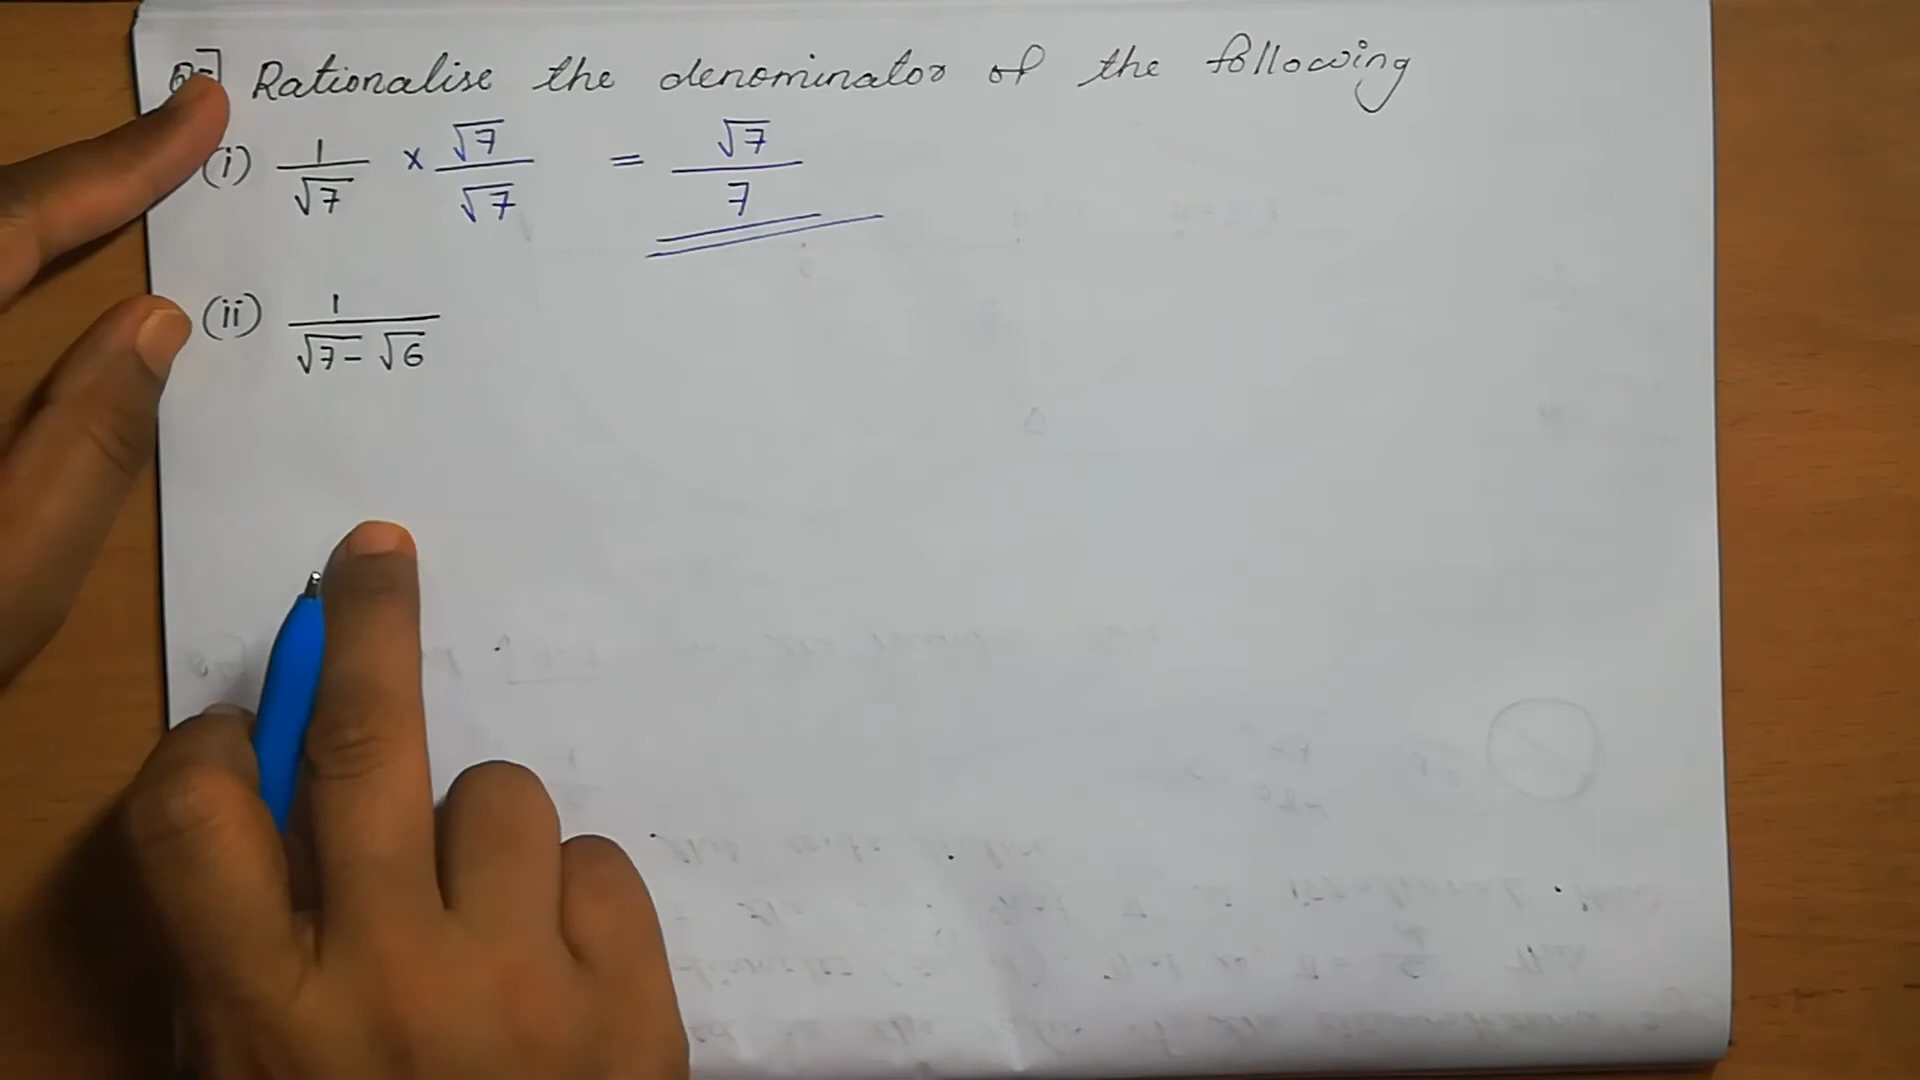 Rationalise the denominator of the following
(i) 1/√7 × √7/√7 = √7/7
(ii) 1/√7 - √6